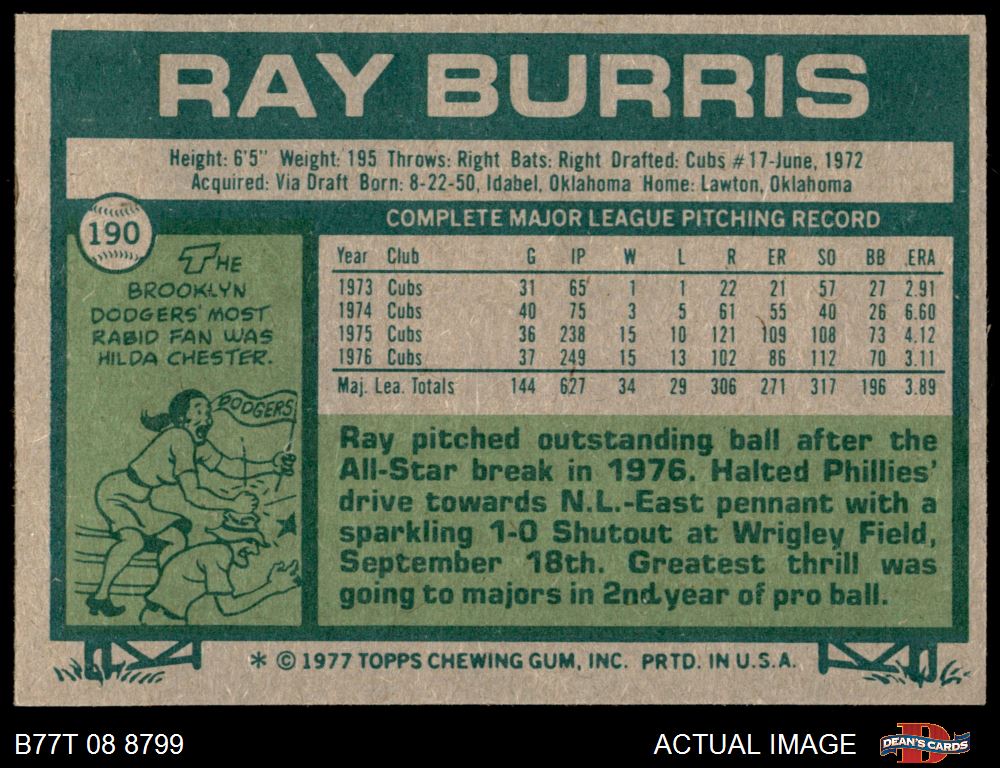 RAY BURRIS
Height: 6'5" Weight: 195 Throws: Right Bats: Right Drafted: Cubs #17-June, 1972
Acquired: Via Draft Born: 8-22-50, Idabel, Oklahoma Home: Lawton, Oklahoma
190
THE
BROOKLYN
DODGERS' MOST
RABID FAN WAS
HILDA CHESTER.
DODGERS
COMPLETE MAJOR LEAGUE PITCHING RECORD
Year Club G IP W L R ER SO BB ERA
1973 Cubs 31 65 1 1 22 21 57 27 2.91
1974 Cubs 40 75 3 5 61 55 40 26 6.60
1975 Cubs 36 238 15 10 121 109 108 73 4.12
1976 Cubs 37 249 15 13 102 86 112 70 3.11
Maj. Lea. Totals 144 627 34 29 306 271 317 196 3.89
Ray pitched outstanding ball after the
All-Star break in 1976. Halted Phillies'
drive towards N.L.-East pennant with a
sparkling 1-0 Shutout at Wrigley Field,
September 18th. Greatest thrill was
going to majors in 2nd year of pro ball.
* © 1977 TOPPS CHEWING GUM, INC. PRTD. IN U.S.A.
B77T 08 8799
ACTUAL IMAGE
D
DEAN'S CARDS